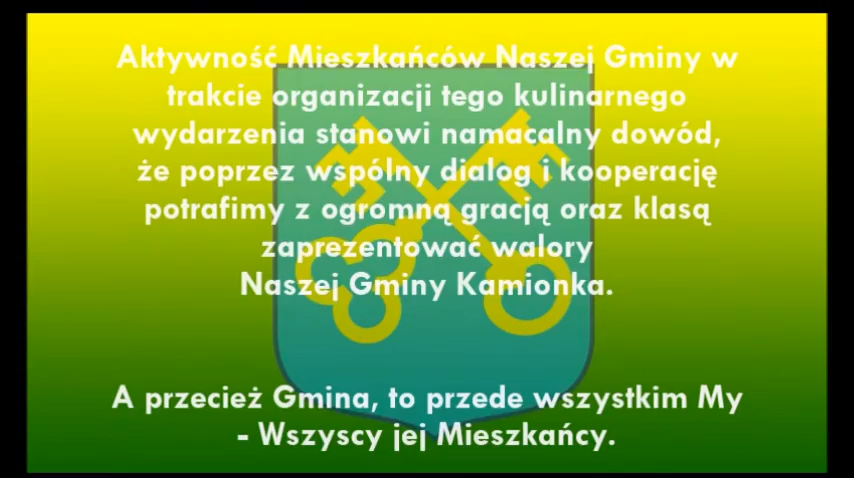 Aktywność Mieszkańców Naszej Gminy w
trakcie organizacji tego kulinarnego
wydarzenia stanowi namacalny dowód,
że poprzez wspólny dialog i kooperację
potrafimy z ogromną gracją oraz klasą
zaprezentować walory
Naszej Gminy Kamionka.
A przecież Gmina, to przede wszystkim My
- Wszyscy jej Mieszkańcy.